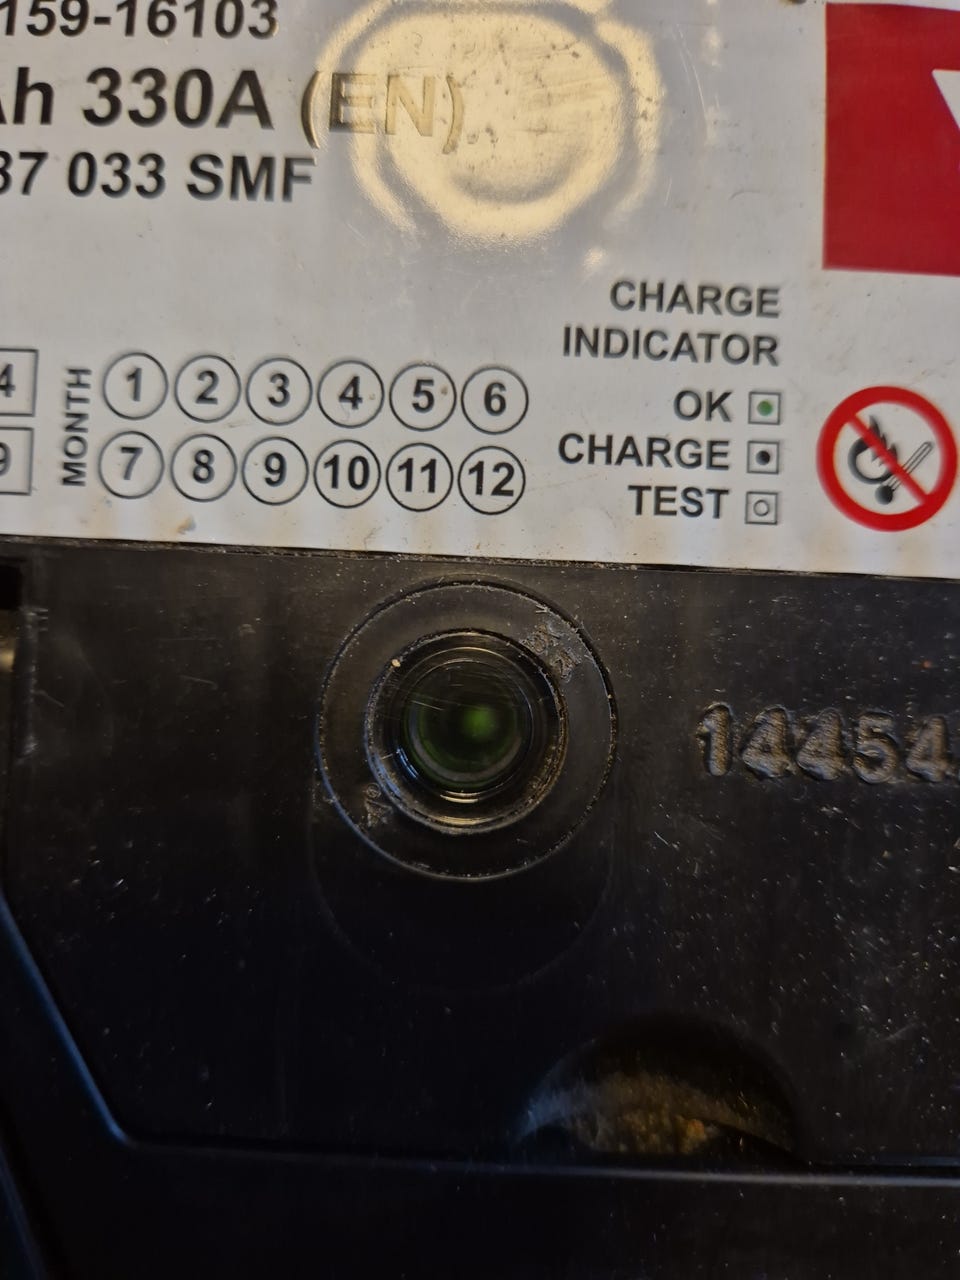 159-16103
Ah 330A (EN)
37 033 SMF
CHARGE
INDICATOR
OK
CHARGE
TEST
4
9
MONTH
1 2 3 4 5 6
7 8 9 10 11 12
14454